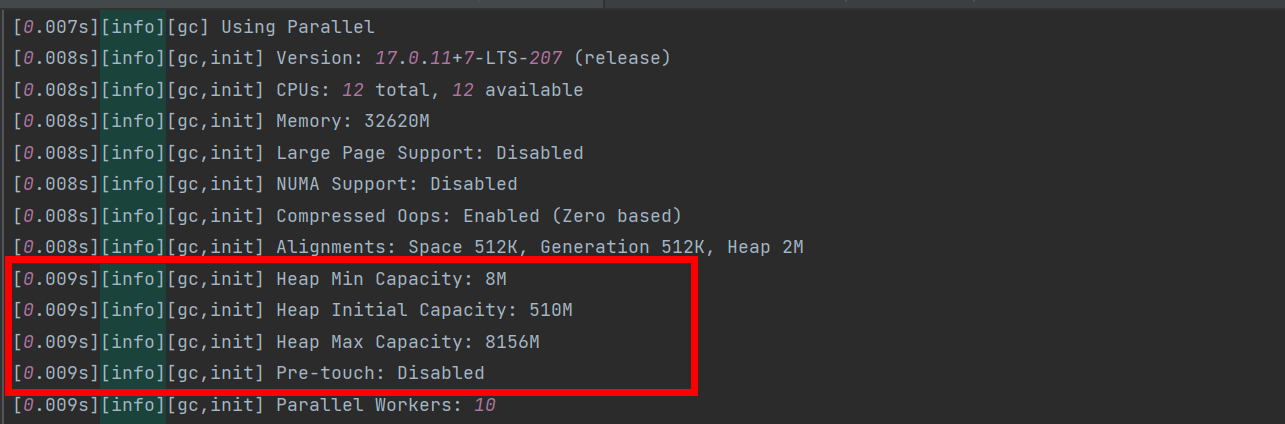 [0.007s][info][gc] Using Parallel
[0.008s][info][gc,init] Version: 17.0.11+7-LTS-207 (release)
[0.008s][info][gc,init] CPUs: 12 total, 12 available
[0.008s][info][gc,init] Memory: 32620M
[0.008s][info][gc,init] Large Page Support: Disabled
[0.008s][info][gc,init] NUMA Support: Disabled
[0.008s][info][gc,init] Compressed Oops: Enabled (Zero based)
[0.008s][info][gc,init] Alignments: Space 512K, Generation 512K, Heap 2M
[0.009s][info][gc,init] Heap Min Capacity: 8M
[0.009s][info][gc,init] Heap Initial Capacity: 510M
[0.009s][info][gc,init] Heap Max Capacity: 8156M
[0.009s][info][gc,init] Pre-touch: Disabled
[0.009s][info][gc,init] Parallel Workers: 10